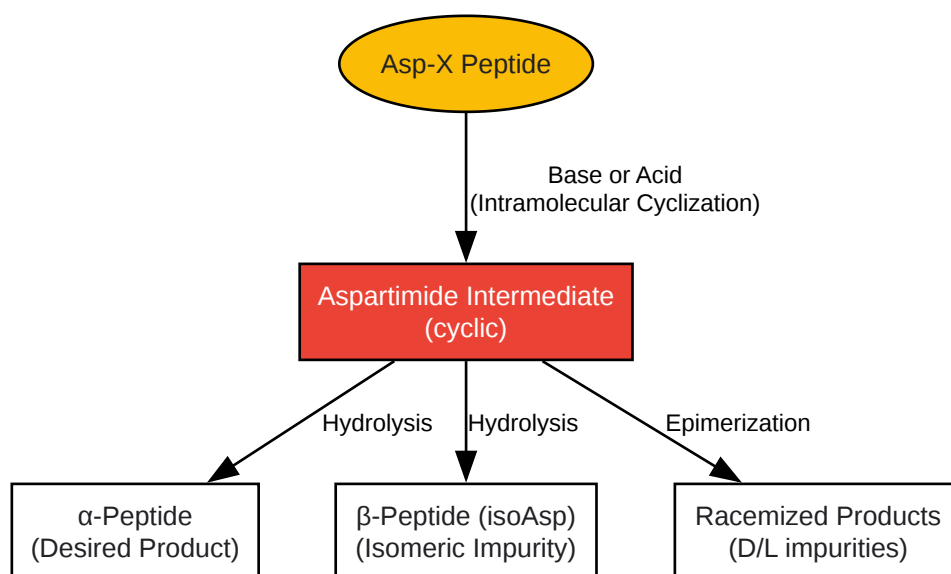 Asp-X Peptide
Base or Acid
(Intramolecular Cyclization)
Aspartimide Intermediate
(cyclic)
Hydrolysis
Hydrolysis
Epimerization
α-Peptide
(Desired Product)
β-Peptide (isoAsp)
(Isomeric Impurity)
Racemized Products
(D/L impurities)